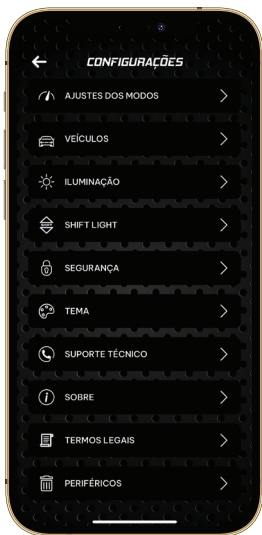 CONFIGURAÇÕES
AJUSTES DOS MODOS
VEÍCULOS
ILUMINAÇÃO
SHIFT LIGHT
SEGURANÇA
TEMA
SUPORTE TÉCNICO
SOBRE
TERMOS LEGAIS
PERIFÉRICOS